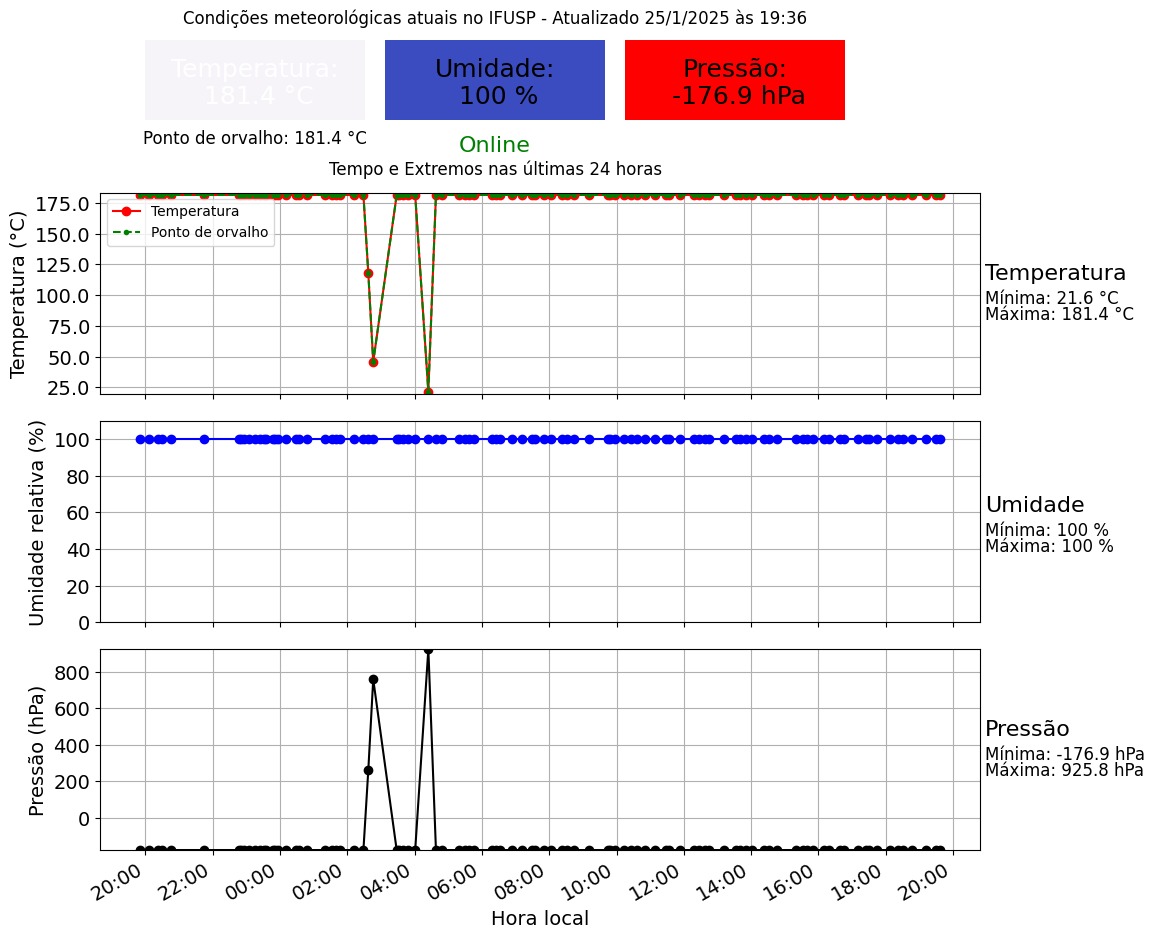 Condições meteorológicas atuais no IFUSP - Atualizado 25/1/2025 às 19:36
Temperatura:
181.4 °C
Umidade:
100 %
Pressão:
-176.9 hPa
Ponto de orvalho: 181.4 °C
Online
Tempo e Extremos nas últimas 24 horas
Temperatura (°C)
175.0
150.0
125.0
100.0
75.0
50.0
25.0
Temperatura
Ponto de orvalho
Temperatura
Mínima: 21.6 °C
Máxima: 181.4 °C
Umidade relativa (%)
100
80
60
40
20
0
Umidade
Mínima: 100 %
Máxima: 100 %
Pressão (hPa)
800
600
400
200
0
Pressão
Mínima: -176.9 hPa
Máxima: 925.8 hPa
20:00 22:00 00:00 02:00 04:00 06:00 08:00 10:00 12:00 14:00 16:00 18:00 20:00
Hora local